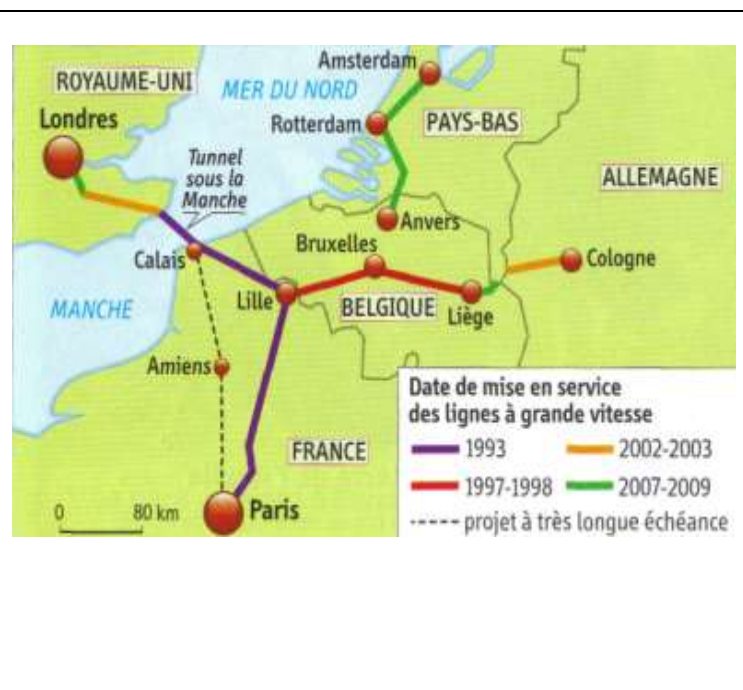 Amsterdam
ROYAUME-UNI
MER DU NORD
Londres
Rotterdam
PAYS-BAS
Tunnel
sous la
Manche
ALLEMAGNE
Anvers
Bruxelles
Calais
Cologne
Lille
MANCHE
BELGIQUE
Liège
Amiens
Date de mise en service
des lignes à grande vitesse
FRANCE
1993
2002-2003
1997-1998
2007-2009
0
80 km
Paris
projet à très longue échéance